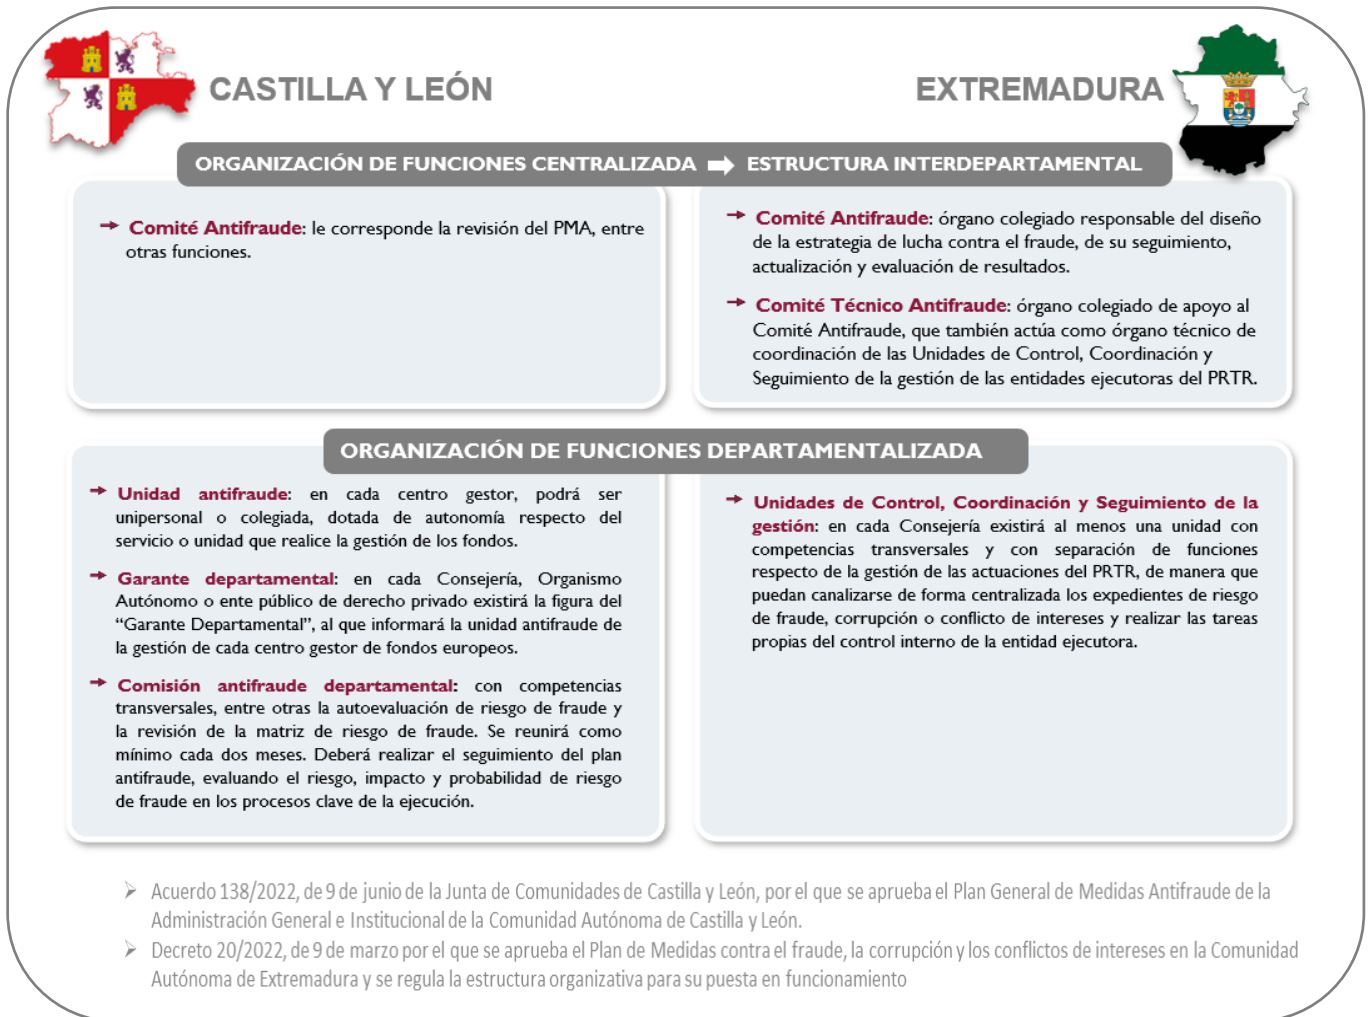 CASTILLA Y LEÓN
EXTREMADURA
ORGANIZACIÓN DE FUNCIONES CENTRALIZADA ➡ ESTRUCTURA INTERDEPARTAMENTAL
Comité Antifraude: le corresponde la revisión del PMA, entre
otras funciones.
Comité Antifraude: órgano colegiado responsable del diseño
de la estrategia de lucha contra el fraude, de su seguimiento,
actualización y evaluación de resultados.
Comité Técnico Antifraude: órgano colegiado de apoyo al
Comité Antifraude, que también actúa como órgano técnico de
coordinación de las Unidades de Control, Coordinación y
Seguimiento de la gestión de las entidades ejecutoras del PRTR.
ORGANIZACIÓN DE FUNCIONES DEPARTAMENTALIZADA
Unidad antifraude: en cada centro gestor, podrá ser
unipersonal o colegiada, dotada de autonomía respecto del
servicio o unidad que realice la gestión de los fondos.
Garante departamental: en cada Consejería, Organismo
Autónomo o ente público de derecho privado existirá la figura del
“Garante Departamental”, al que informará la unidad antifraude de
la gestión de cada centro gestor de fondos europeos.
Comisión antifraude departamental: con competencias
transversales, entre otras la autoevaluación de riesgo de fraude y
la revisión de la matriz de riesgo de fraude. Se reunirá como
mínimo cada dos meses. Deberá realizar el seguimiento del plan
antifraude, evaluando el riesgo, impacto y probabilidad de riesgo
de fraude en los procesos clave de la ejecución.
Unidades de Control, Coordinación y Seguimiento de la
gestión: en cada Consejería existirá al menos una unidad con
competencias transversales y con separación de funciones
respecto de la gestión de las actuaciones del PRTR, de manera que
puedan canalizarse de forma centralizada los expedientes de riesgo
de fraude, corrupción o conflicto de intereses y realizar las tareas
propias del control interno de la entidad ejecutora.
Acuerdo 138/2022, de 9 de junio de la Junta de Comunidades de Castilla y León, por el que se aprueba el Plan General de Medidas Antifraude de la
Administración General e Institucional de la Comunidad Autónoma de Castilla y León.
Decreto 20/2022, de 9 de marzo por el que se aprueba el Plan de Medidas contra el fraude, la corrupción y los conflictos de intereses en la Comunidad
Autónoma de Extremadura y se regula la estructura organizativa para su puesta en funcionamiento